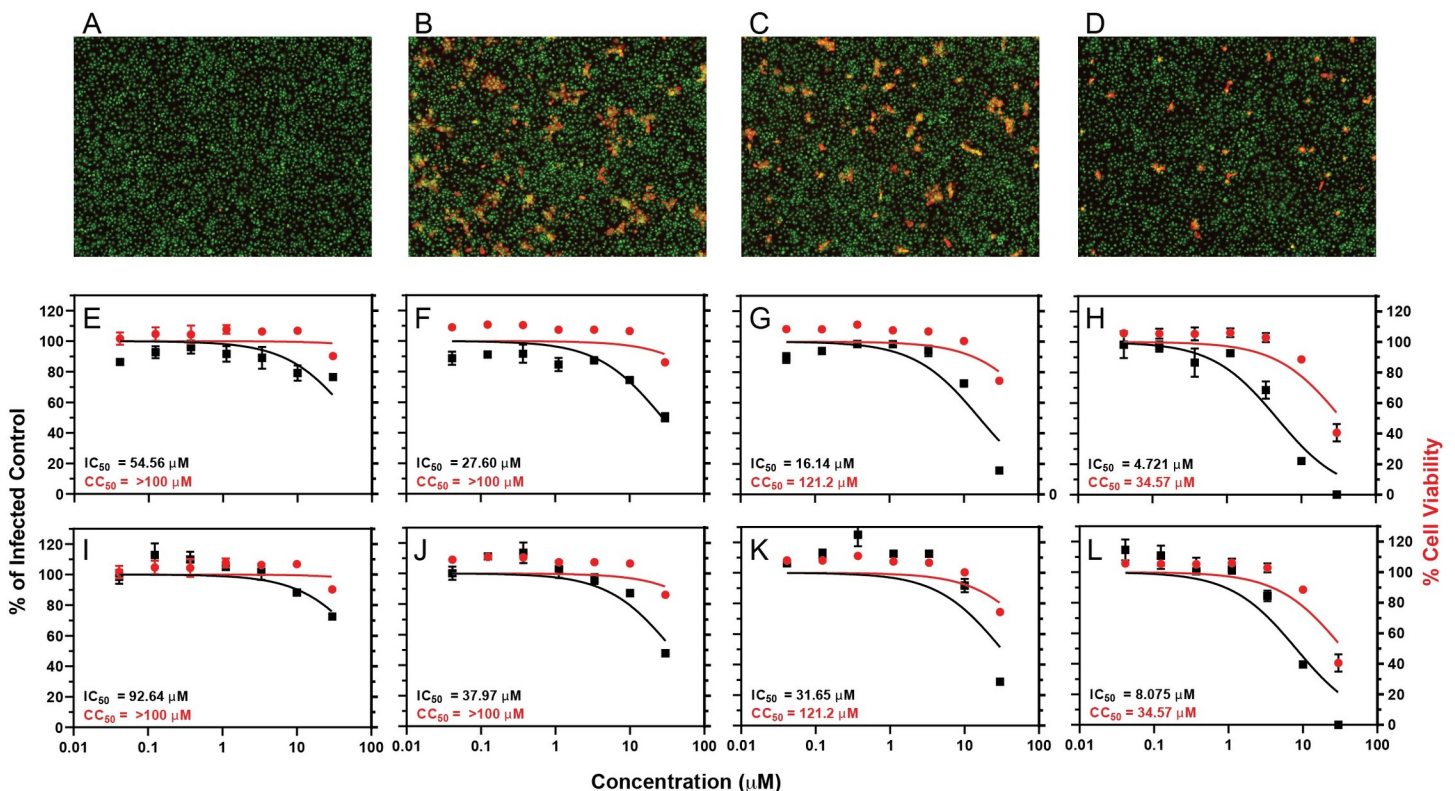 A
B
C
D
% of Infected Control
120
100
80
60
40
20
0
E
IC50 = 54.56 μM
CC50 = >100 μM
F
IC50 = 27.60 μM
CC50 = >100 μM
G
IC50 = 16.14 μM
CC50 = 121.2 μM
0
H
IC50 = 4.721 μM
CC50 = 34.57 μM
120
100
80
60
40
20
0
% Cell Viability
120
100
80
60
40
20
0
I
IC50 = 92.64 μM
CC50 = >100 μM
J
IC50 = 37.97 μM
CC50 = >100 μM
K
IC50 = 31.65 μM
CC50 = 121.2 μM
L
IC50 = 8.075 μM
CC50 = 34.57 μM
120
100
80
60
40
20
0
0.01 0.1 1 10 100
0.01 0.1 1 10 100
0.01 0.1 1 10 100
0.01 0.1 1 10 100
Concentration (μM)